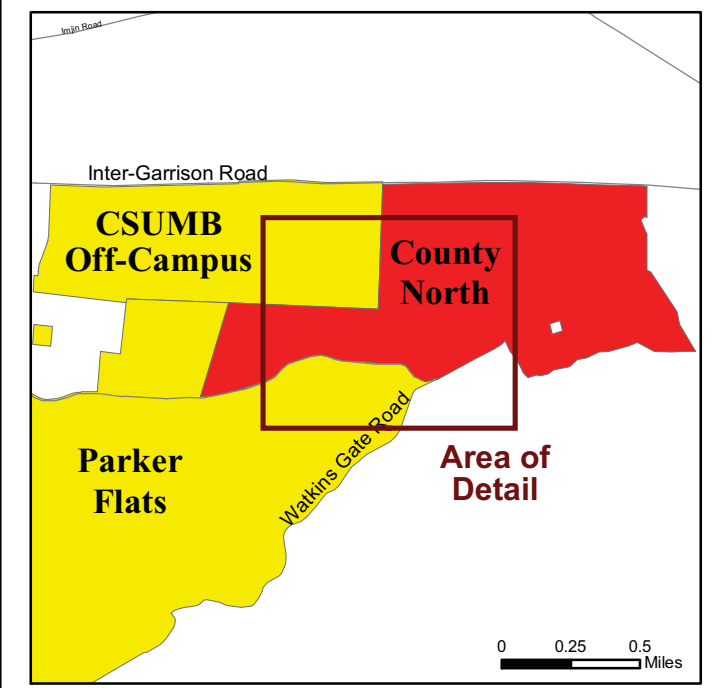 Imjin Road
Inter-Garrison Road
CSUMB
Off-Campus
County
North
Parker
Flats
Watkins Gate Road
Area of
Detail
0 0.25 0.5
Miles